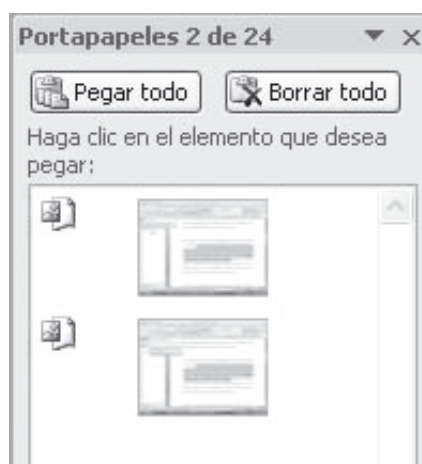 Portapapeles 2 de 24
Pegar todo
Borrar todo
Haga clic en el elemento que desea
pegar: